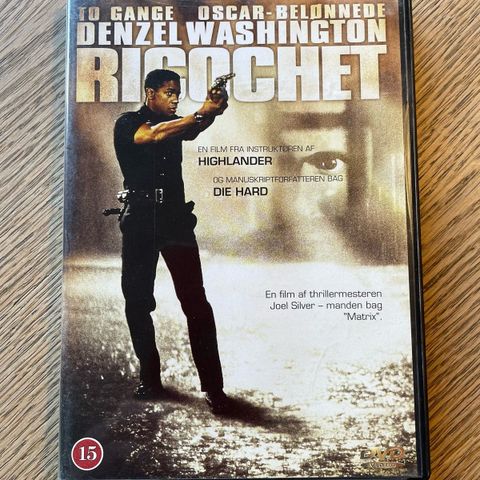 TO GANGE OSCAR-BELØNNEDE
DENZEL WASHINGTON
RICOCHET
EN FILM FRA INSTRUKTØREN AF
HIGHLANDER
OG MANUSKRIPTFORFATTEREN BAG
DIE HARD
En film af thrillermesteren
Joel Silver – manden bag
"Matrix".
15
DVD
VIDEO